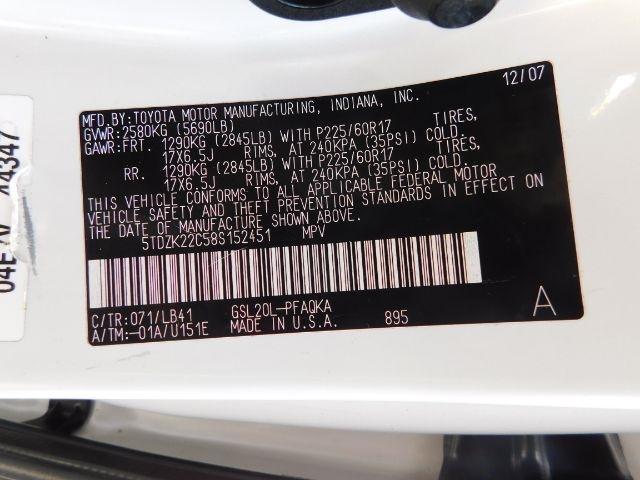 12/07
MFD.BY:TOYOTA MOTOR MANUFACTURING, INDIANA, INC.
GVWR:2580KG (5690LB)
GAWR:FRT. 1290KG (2845LB) WITH P225/60R17 TIRES,
17X6.5J RIMS, AT 240KPA (35PSI) COLD.
RR. 1290KG (2845LB) WITH P225/60R17 TIRES,
17X6.5J RIMS, AT 240KPA (35PSI) COLD.
THIS VEHICLE CONFORMS TO ALL APPLICABLE FEDERAL MOTOR
VEHICLE SAFETY AND THEFT PREVENTION STANDARDS IN EFFECT ON
THE DATE OF MANUFACTURE SHOWN ABOVE.
5TDZK22C58S152451 MPV
C/TR:071/LB41 GSL20L-PFAQKA
A/TM:-01A/U151E MADE IN U.S.A. 895
A